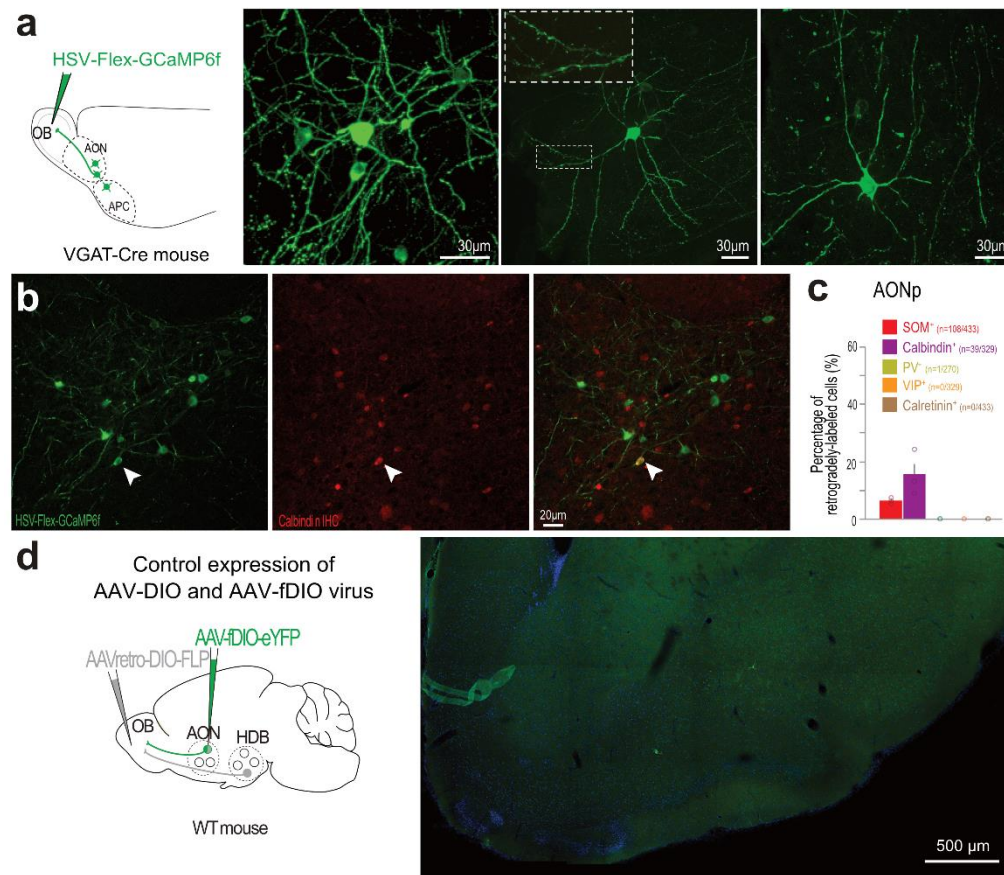 a
HSV-Flex-GCaMP6f
OB
AON
APC
VGAT-Cre mouse
30µm
30µm
30µm
b
HSV-Flex-GCaMP6f
Calbindin IHC
20µm
c
AONp
SOM⁺ (n=108/433)
Calbindin⁺ (n=39/329)
PV⁺ (n=1/270)
VIP⁺ (n=0/329)
Calretinin⁺ (n=0/433)
Percentage of
retrogradely-labeled cells (%)
60
40
20
0
d
Control expression of
AAV-DIO and AAV-fDIO virus
AAV-fDIO-eYFP
AAVretro-DIO-FLP
OB
AON
HDB
WT mouse
500 µm